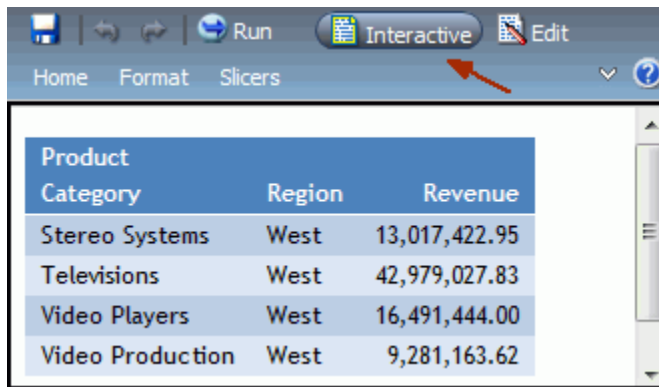 Run Interactive Edit
Home Format Slicers
Product
Category Region Revenue
Stereo Systems West 13,017,422.95
Televisions West 42,979,027.83
Video Players West 16,491,444.00
Video Production West 9,281,163.62